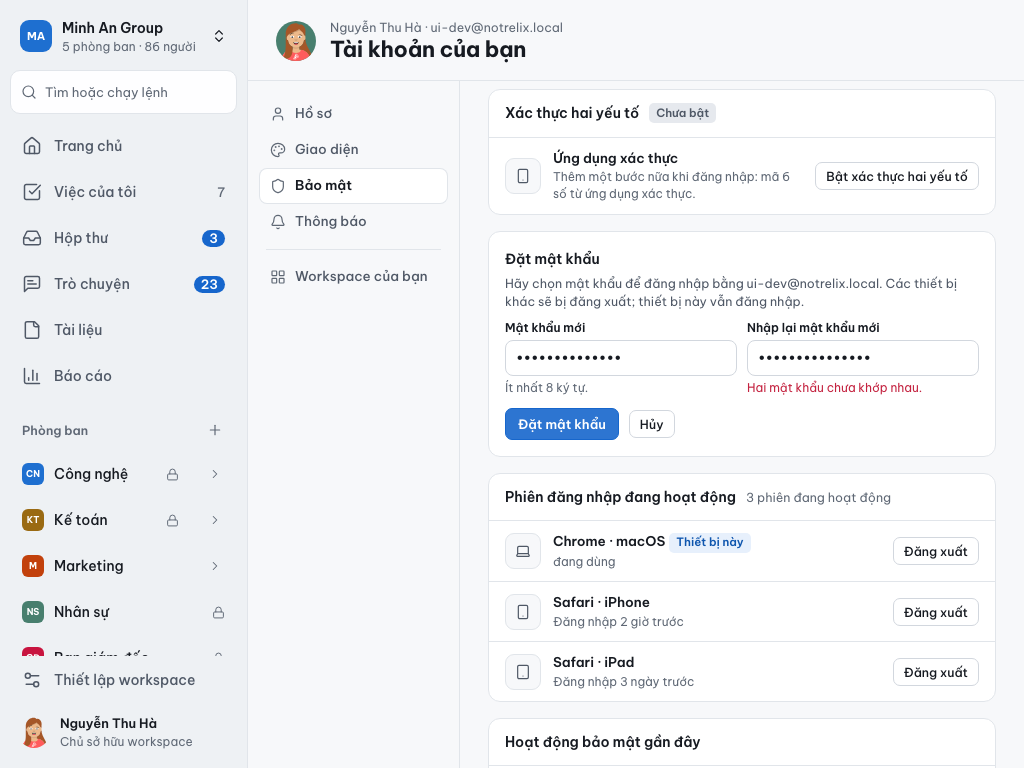 MA
Minh An Group
5 phòng ban · 86 người
Tìm hoặc chạy lệnh
Trang chủ
Việc của tôi 7
Hộp thư 3
Trò chuyện 23
Tài liệu
Báo cáo
Phòng ban
CN Công nghệ
KT Kế toán
M Marketing
NS Nhân sự
Thiết lập workspace
Nguyễn Thu Hà
Chủ sở hữu workspace
Nguyễn Thu Hà · ui-dev@notrelix.local
Tài khoản của bạn
Hồ sơ
Giao diện
Bảo mật
Thông báo
Workspace của bạn
Xác thực hai yếu tố Chưa bật
Ứng dụng xác thực
Thêm một bước nữa khi đăng nhập: mã 6
số từ ứng dụng xác thực.
Bật xác thực hai yếu tố
Đặt mật khẩu
Hãy chọn mật khẩu để đăng nhập bằng ui-dev@notrelix.local. Các thiết bị
khác sẽ bị đăng xuất; thiết bị này vẫn đăng nhập.
Mật khẩu mới
Nhập lại mật khẩu mới
Ít nhất 8 ký tự.
Hai mật khẩu chưa khớp nhau.
Đặt mật khẩu
Hủy
Phiên đăng nhập đang hoạt động 3 phiên đang hoạt động
Chrome · macOS Thiết bị này
đang dùng
Đăng xuất
Safari · iPhone
Đăng nhập 2 giờ trước
Đăng xuất
Safari · iPad
Đăng nhập 3 ngày trước
Đăng xuất
Hoạt động bảo mật gần đây